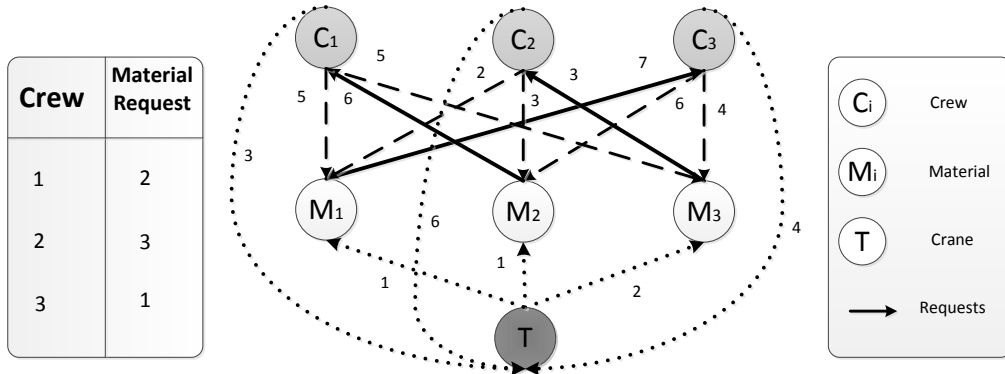 Crew Material Request
1 2
2 3
3 1
C1 C2 C3
5 2 3 7
5 6 3 6 4
3 6 4
M1 M2 M3
1 1 2
T
Ci Crew
Mi Material
T Crane
Requests